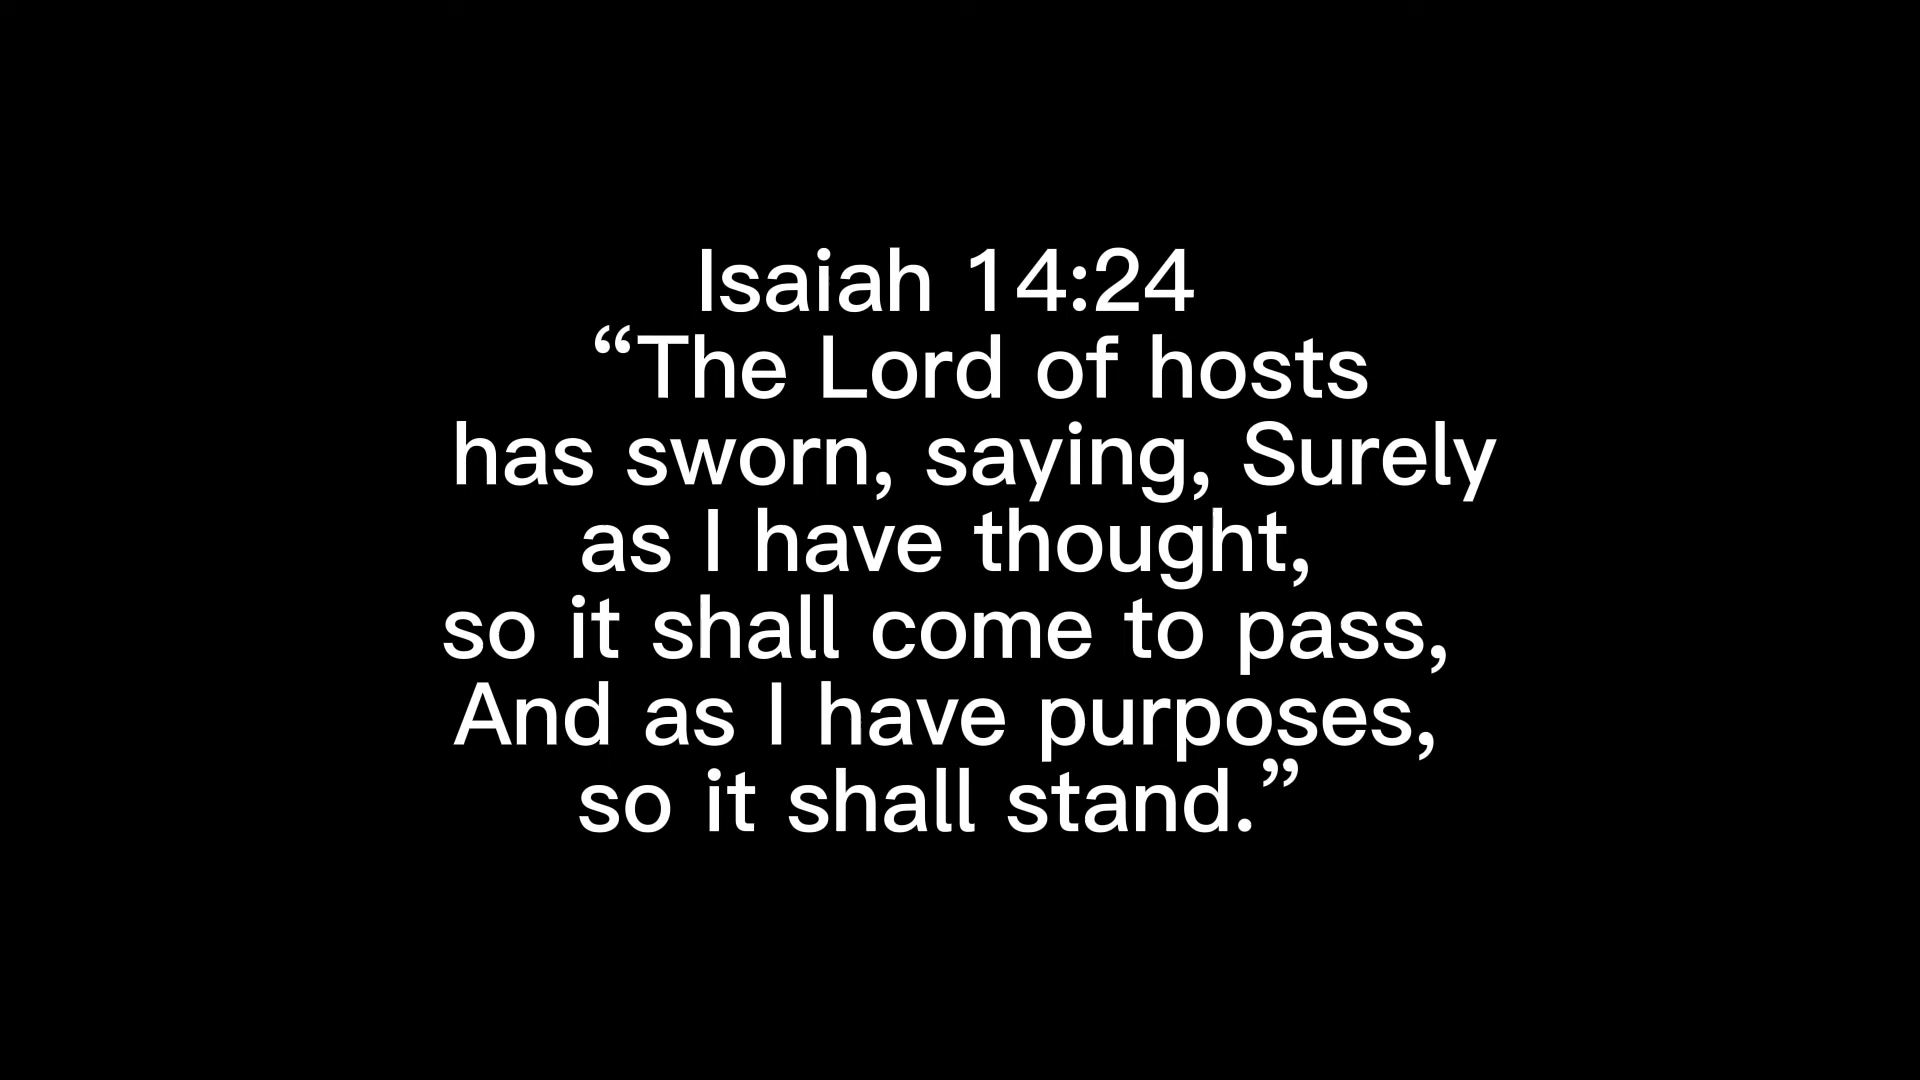 Isaiah 14:24
“The Lord of hosts
has sworn, saying, Surely
as I have thought,
so it shall come to pass,
And as I have purposes,
so it shall stand.”